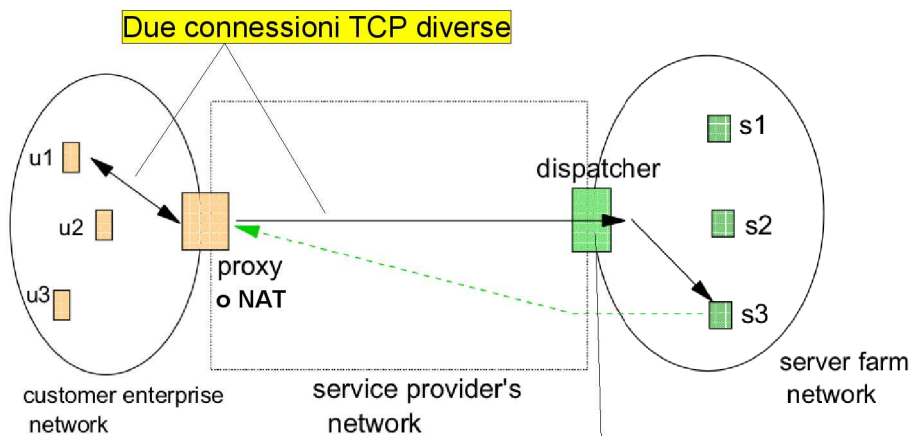 Due connessioni TCP diverse
u1
u2
u3
proxy
o NAT
dispatcher
s1
s2
s3
customer enterprise
network
service provider's
network
server farm
network